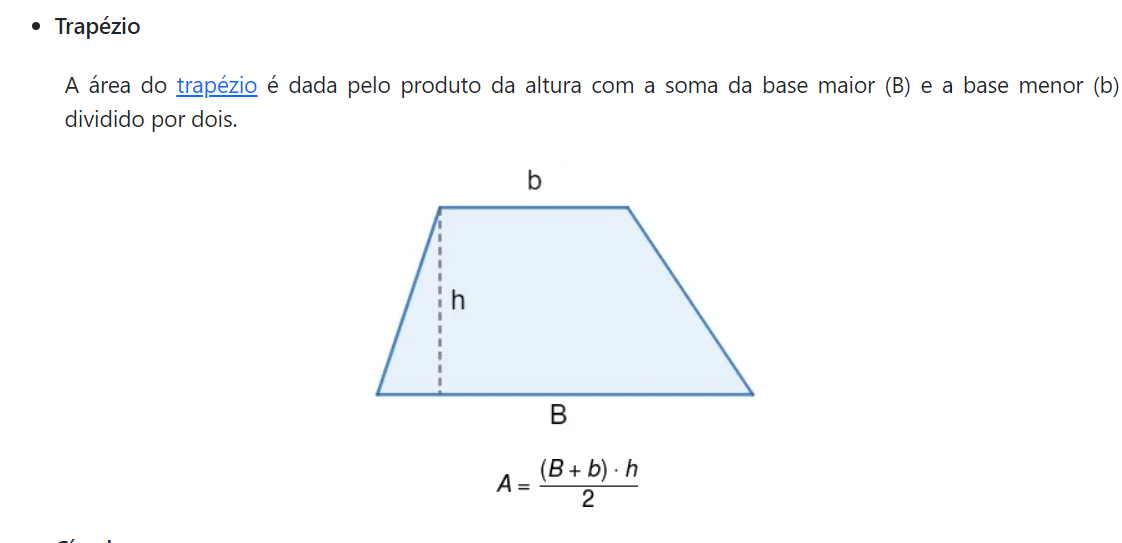 • Trapézio
A área do trapézio é dada pelo produto da altura com a soma da base maior (B) e a base menor (b)
dividido por dois.
b
h
B
A = (B + b) · h / 2